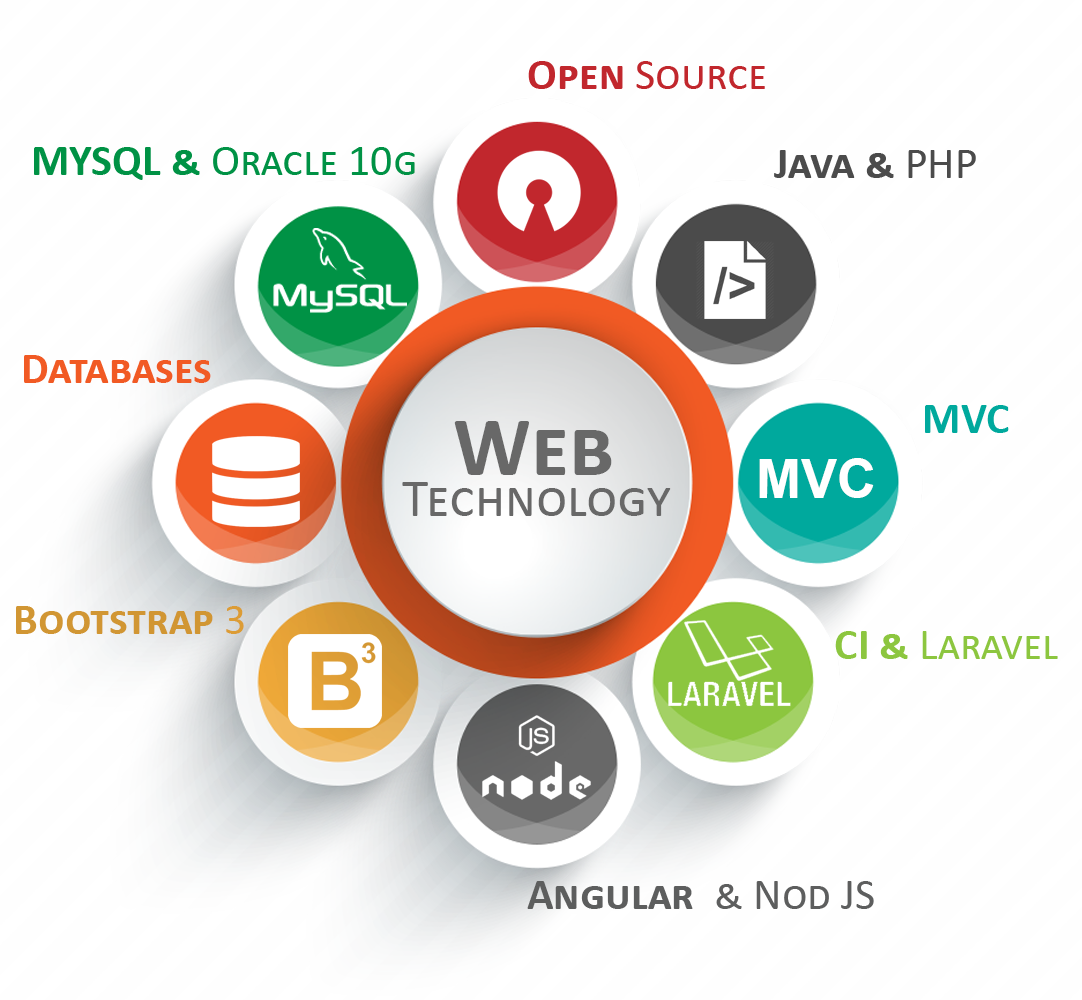 Open Source
MYSQL & Oracle 10g
Java & PHP
MySQL
/>
Databases
MVC
Web
Technology
MVC
Bootstrap 3
CI & Laravel
B3
LARAVEL
JS
node
Angular & Nod JS